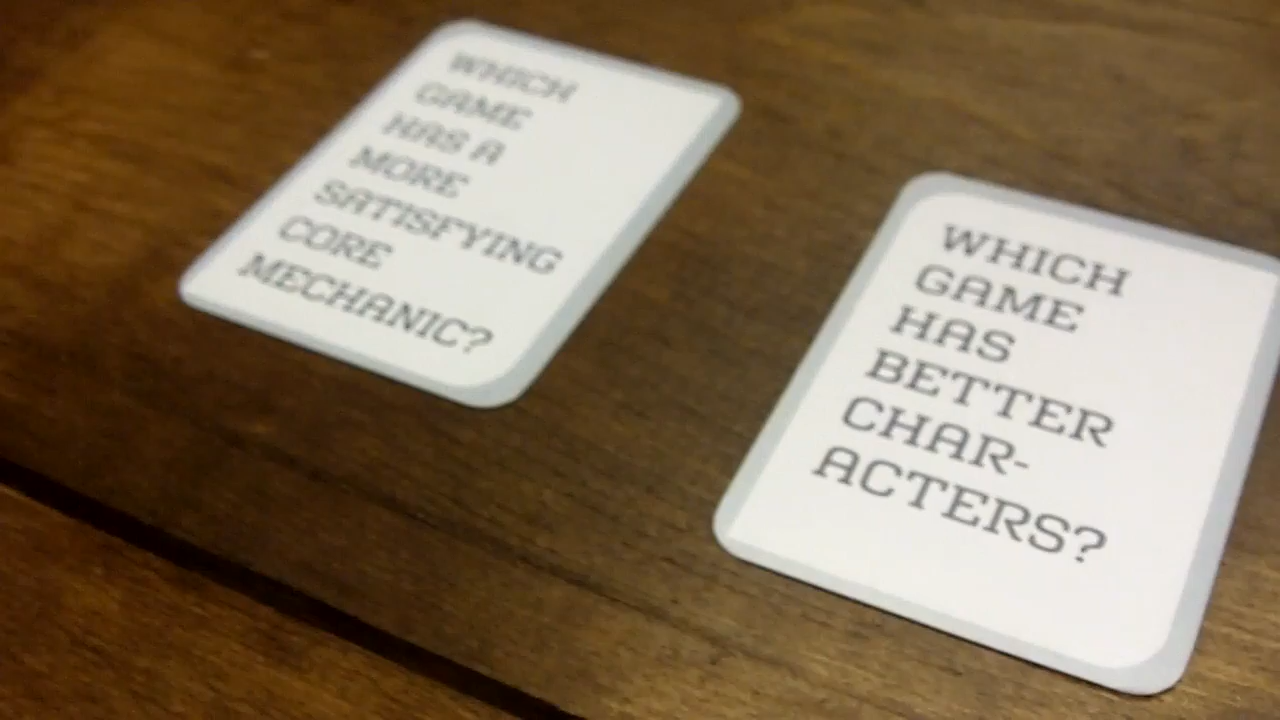 WHICH
GAME
HAS A
MORE
SATISFYING
CORE
MECHANIC?
WHICH
GAME
HAS
BETTER
CHAR-
ACTERS?